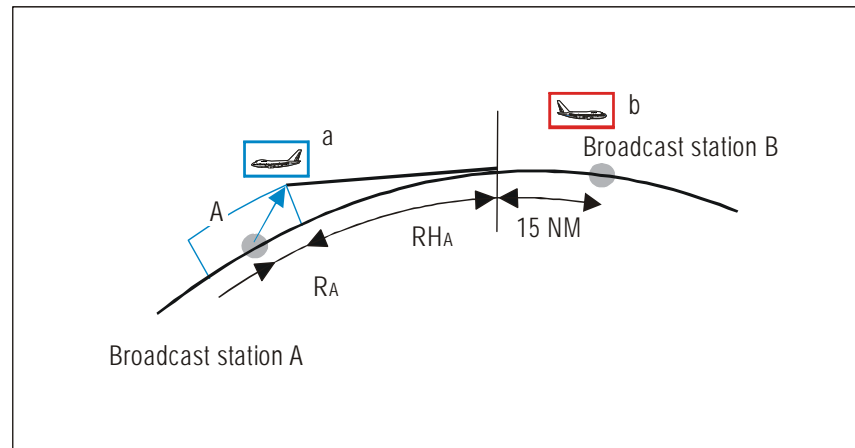 a
b
Broadcast station B
A
RHA
15 NM
RA
Broadcast station A